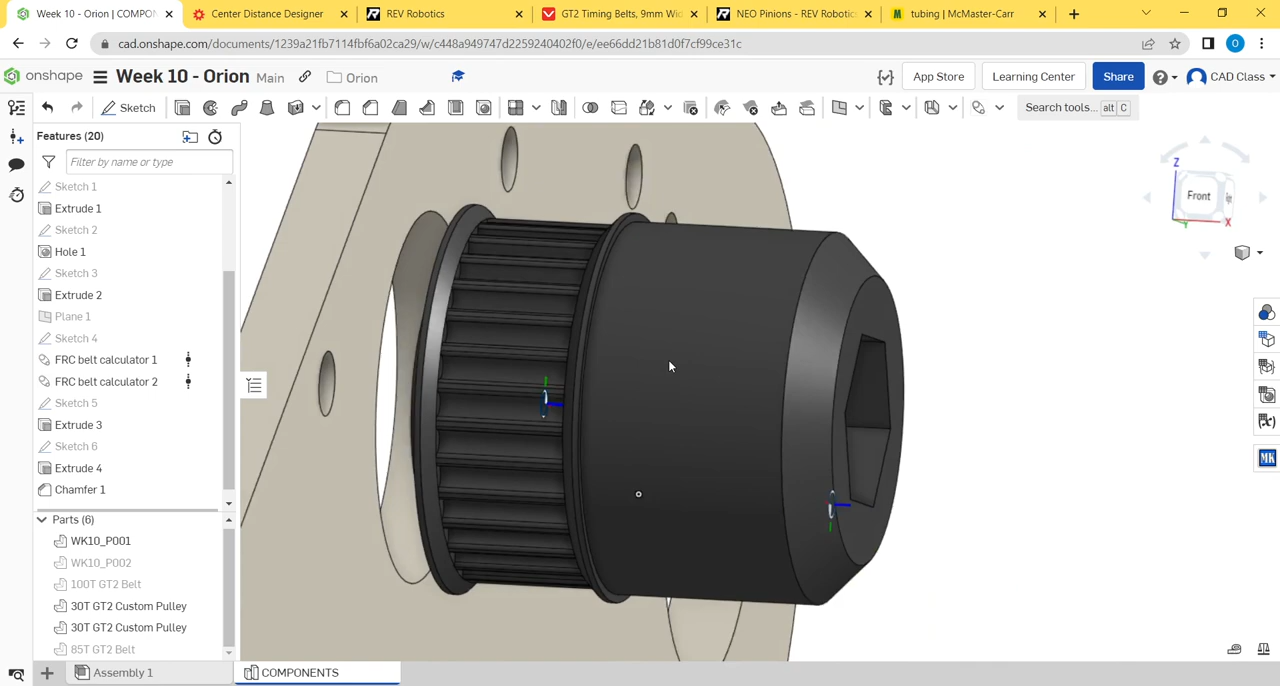 Week 10 - Orion | COMPON
Center Distance Designer
REV Robotics
GT2 Timing Belts, 9mm Wid
NEO Pinions - REV Robotics
tubing | McMaster-Carr
cad.onshape.com/documents/1239a21fb7114fbf6a02ca29/w/c448a949747d259240402f0/e/ee66dd21b81d0f7cf99ce31c
O
onshape
Week 10 - Orion
Main
Orion
App Store
Learning Center
Share
CAD Class
Sketch
Search tools...
alt
C
Features (20)
Filter by name or type
Sketch 1
Extrude 1
Sketch 2
Hole 1
Sketch 3
Extrude 2
Plane 1
Sketch 4
FRC belt calculator 1
FRC belt calculator 2
Sketch 5
Extrude 3
Sketch 6
Extrude 4
Chamfer 1
Parts (6)
WK10_P001
WK10_P002
100T GT2 Belt
30T GT2 Custom Pulley
30T GT2 Custom Pulley
85T GT2 Belt
Z
Front
X
Y
MK
Assembly 1
COMPONENTS